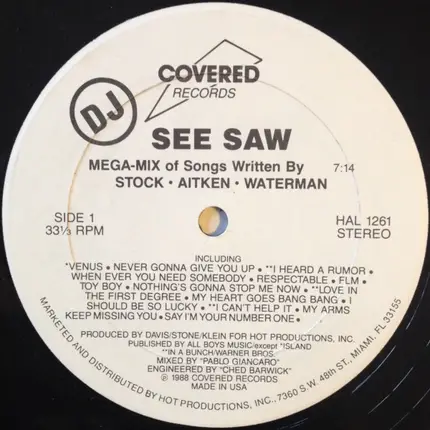 COVERED
RECORDS
DJ
SEE SAW
MEGA-MIX of Songs Written By 7:14
STOCK • AITKEN • WATERMAN
SIDE 1 HAL 1261
33⅓ RPM STEREO
INCLUDING
*VENUS • NEVER GONNA GIVE YOU UP • **I HEARD A RUMOR •
WHEN EVER YOU NEED SOMEBODY • RESPECTABLE • FLM •
TOY BOY • NOTHING'S GONNA STOP ME NOW • **LOVE IN
THE FIRST DEGREE • MY HEART GOES BANG BANG • I
SHOULD BE SO LUCKY • **I CAN'T HELP IT • MY ARMS
KEEP MISSING YOU • SAY I'M YOUR NUMBER ONE •
PRODUCED BY DAVIS/STONE/KLEIN FOR HOT PRODUCTIONS, INC.
PUBLISHED BY ALL BOYS MUSIC/except *ISLAND
**IN A BUNCH/WARNER BROS.
MIXED BY "PABLO GIANCARO"
ENGINEERED BY "CHED BARWICK"
℗ 1988 COVERED RECORDS
MADE IN USA
MARKETED AND DISTRIBUTED BY HOT PRODUCTIONS, INC., 7360 S.W. 48th ST., MIAMI, FL 33155